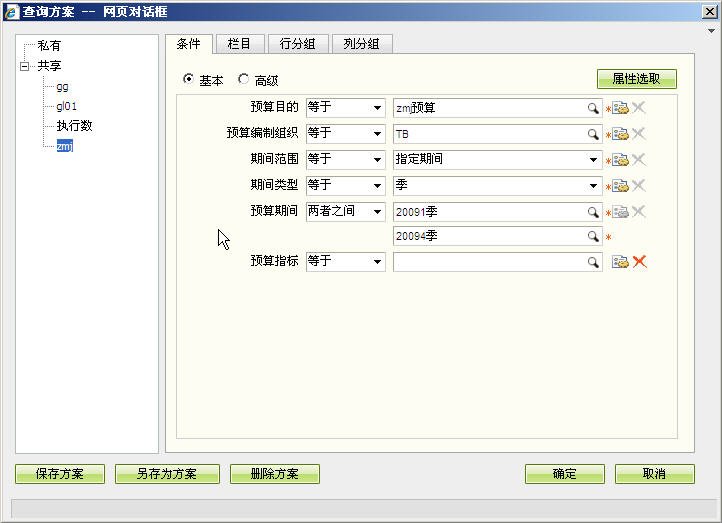 查询方案 -- 网页对话框
私有
共享
gg
gl01
执行数
zmj
条件 栏目 行分组 列分组
基本 高级 属性选取
预算目的 等于 zmj预算 *
预算编制组织 等于 TB *
期间范围 等于 指定期间 *
期间类型 等于 季 *
预算期间 两者之间 20091季 *
20094季 *
预算指标 等于
保存方案 另存为方案 删除方案 确定 取消